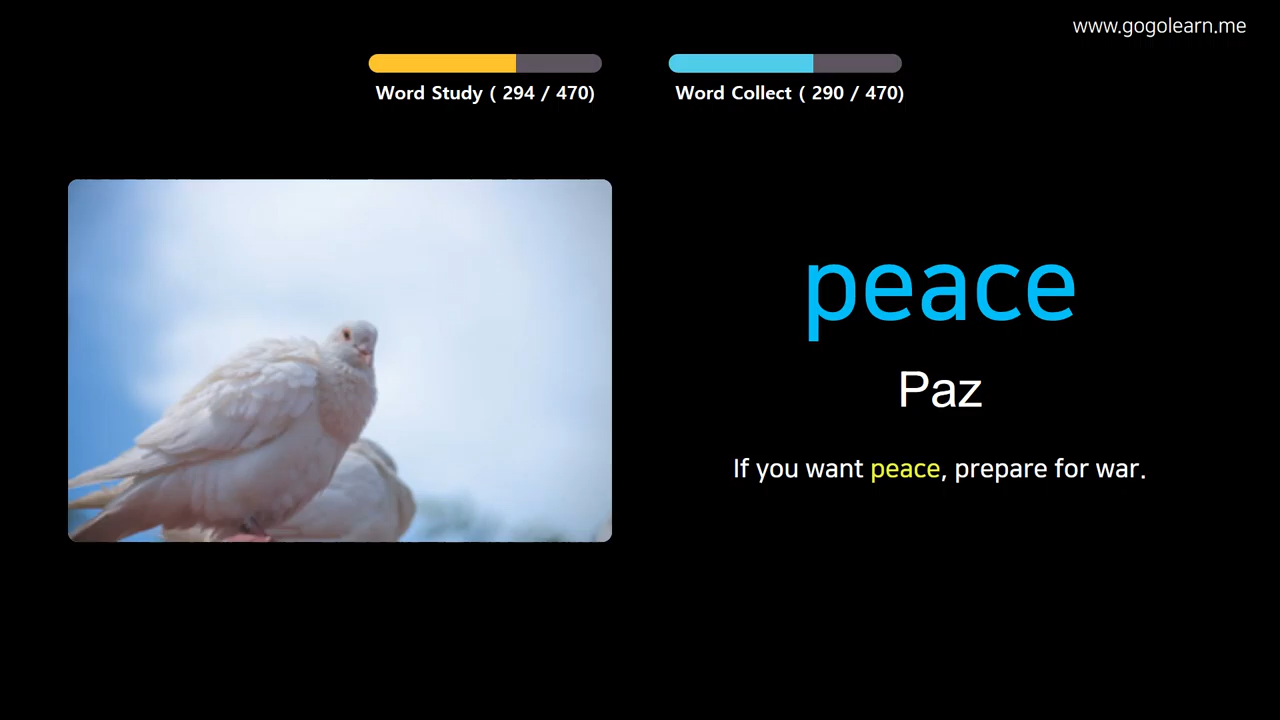 www.gogolearn.me
Word Study ( 294 / 470)
Word Collect ( 290 / 470)
peace
Paz
If you want peace, prepare for war.